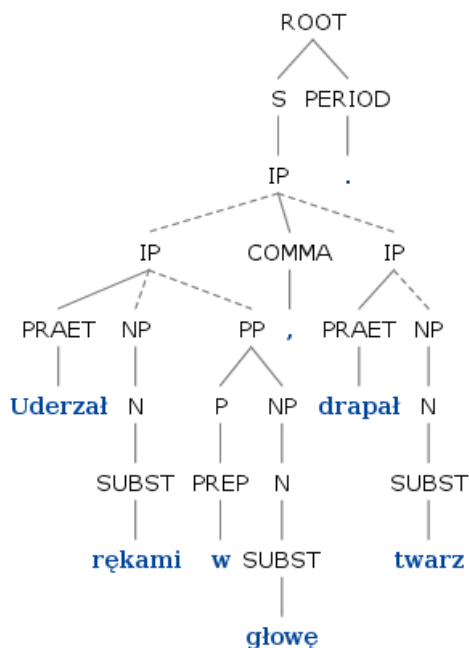 ROOT
S PERIOD
IP .
IP COMMA IP
PRAET NP PP , PRAET NP
Uderzał N P NP drapał N
SUBST PREP N SUBST
rękami w SUBST twarz
głowę